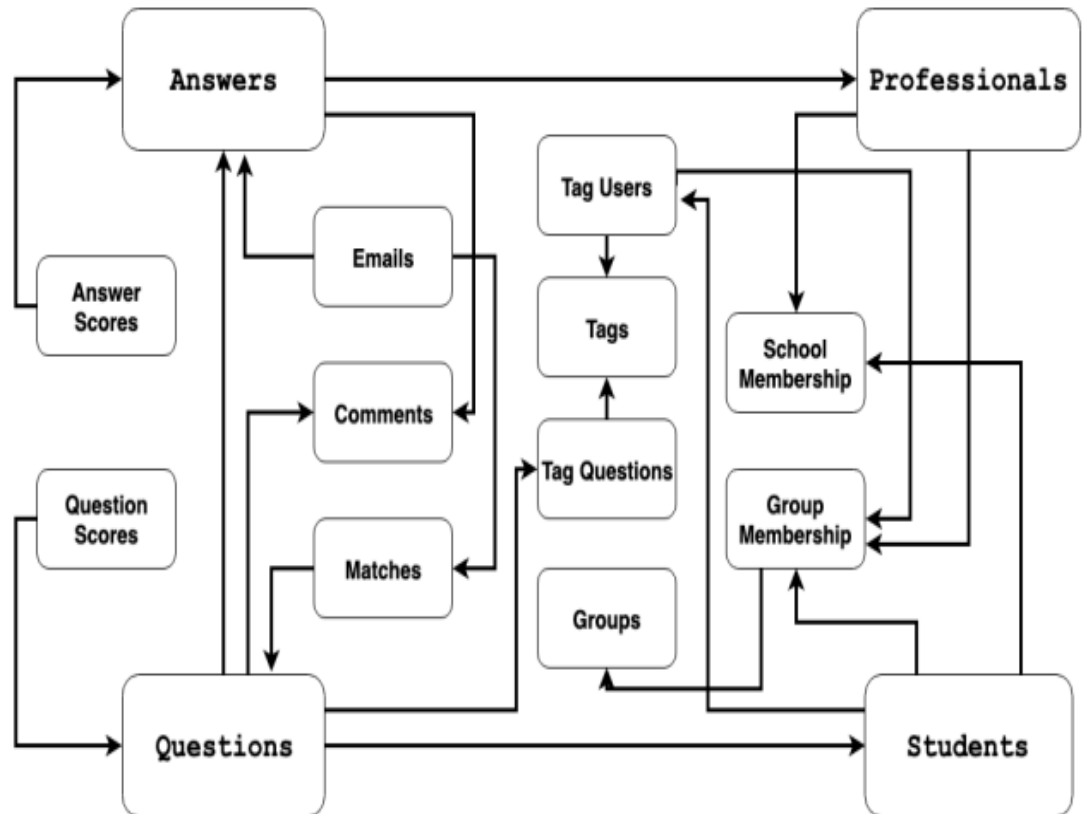 Answers
Professionals
Tag Users
Emails
Answer
Scores
Tags
School
Membership
Comments
Tag Questions
Question
Scores
Group
Membership
Matches
Groups
Questions
Students